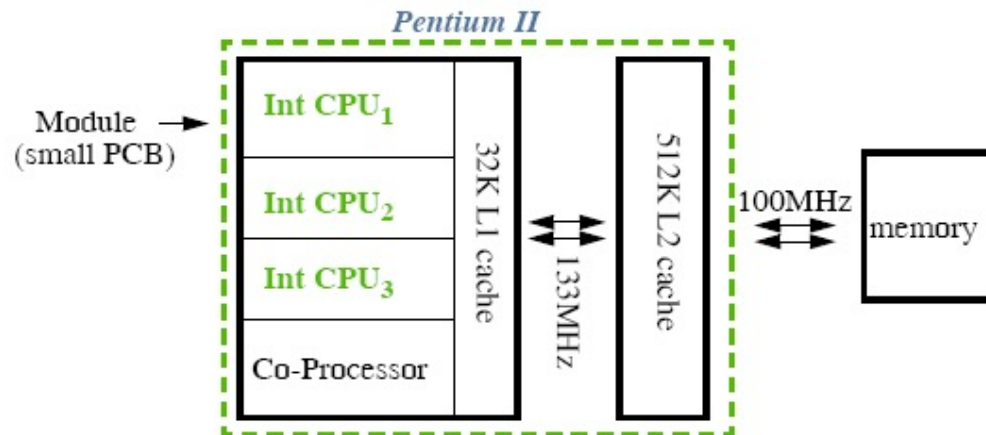 Pentium II
Module
(small PCB)
Int CPU1
Int CPU2
Int CPU3
Co-Processor
32K L1 cache
133MHz
512K L2 cache
100MHz
memory